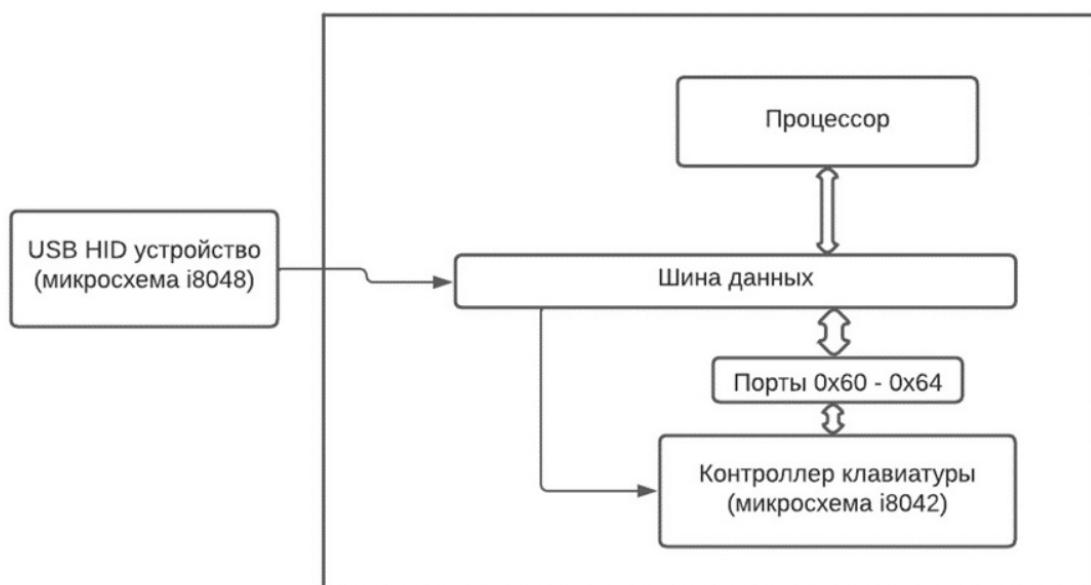 Процессор
USB HID устройство
(микросхема i8048)
Шина данных
Порты 0x60 - 0x64
Контроллер клавиатуры
(микросхема i8042)